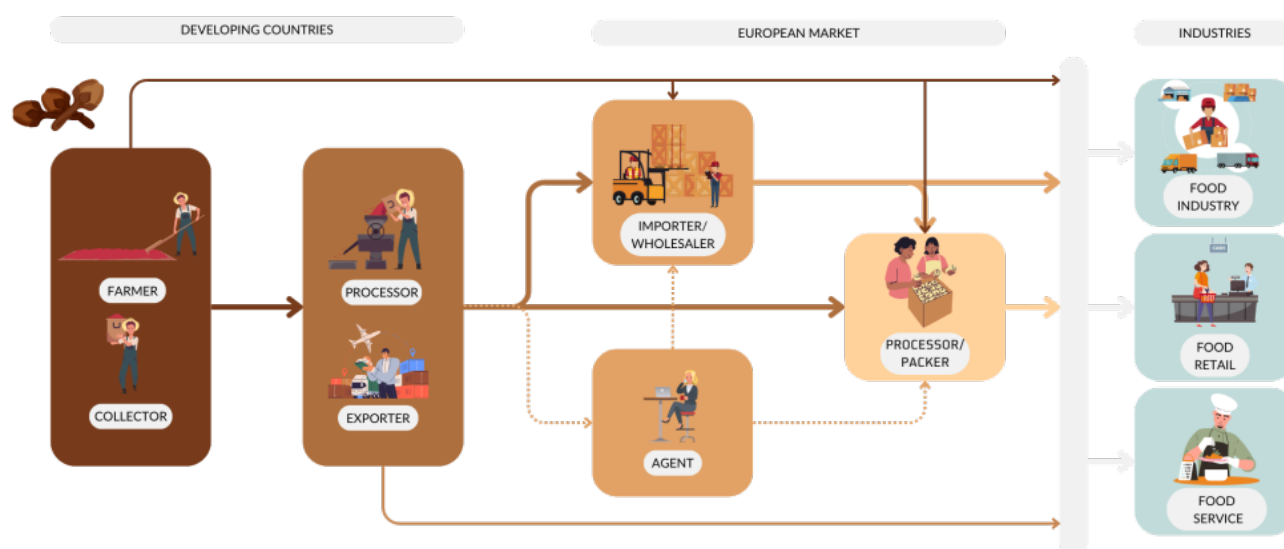 DEVELOPING COUNTRIES
EUROPEAN MARKET
INDUSTRIES
FARMER
COLLECTOR
PROCESSOR
EXPORTER
IMPORTER/
WHOLESALER
AGENT
PROCESSOR/
PACKER
FOOD
INDUSTRY
FOOD
RETAIL
FOOD
SERVICE